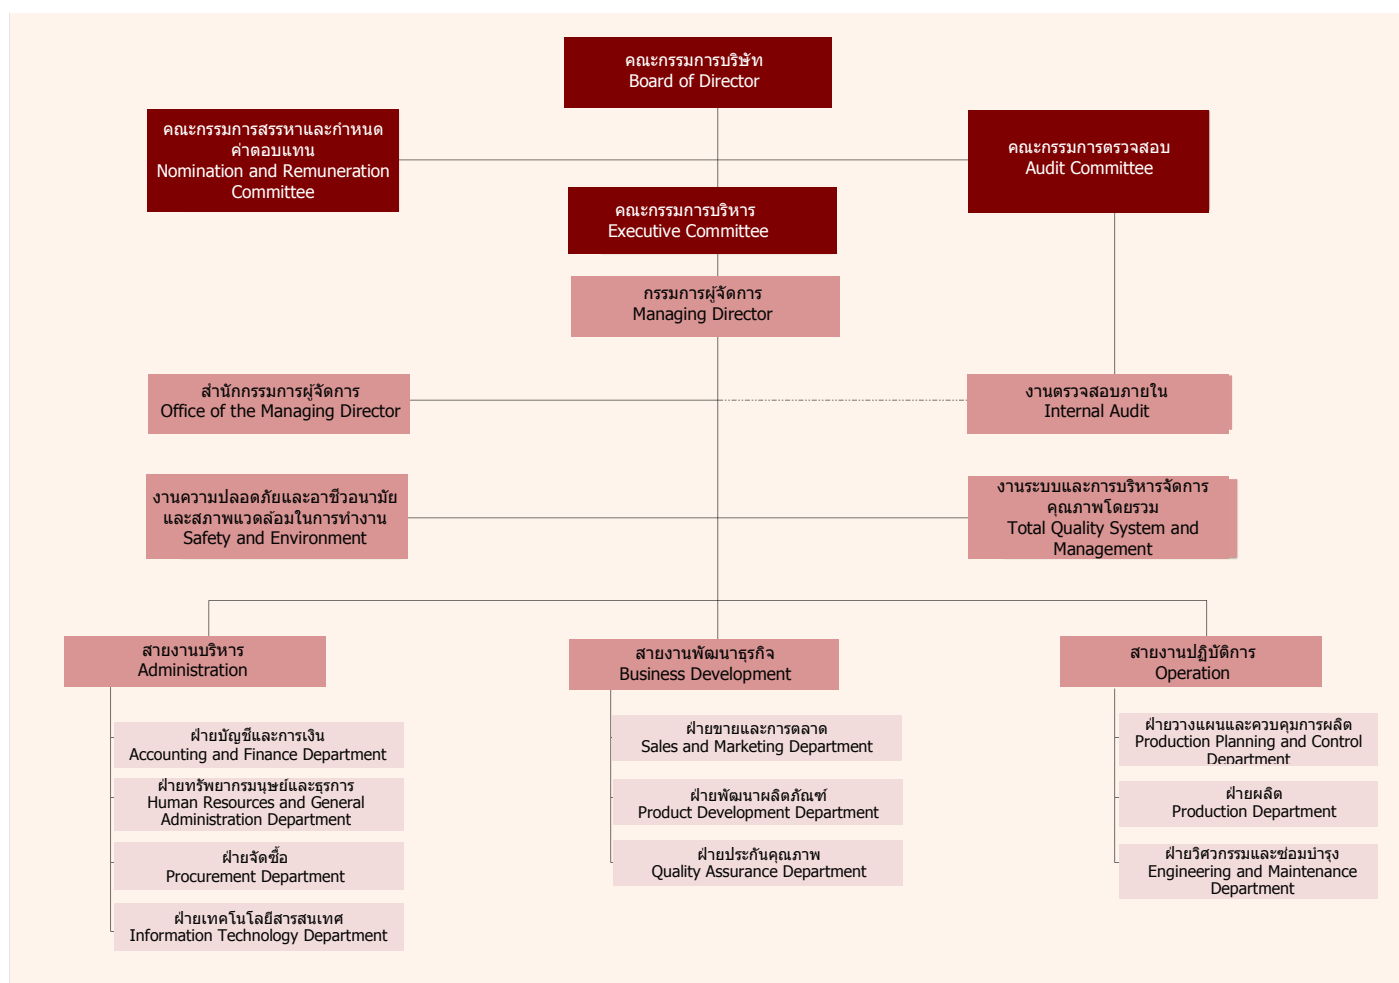 คณะกรรมการบริษัท
Board of Director
คณะกรรมการสรรหาและกำหนด
ค่าตอบแทน
Nomination and Remuneration
Committee
คณะกรรมการตรวจสอบ
Audit Committee
คณะกรรมการบริหาร
Executive Committee
กรรมการผู้จัดการ
Managing Director
สำนักกรรมการผู้จัดการ
Office of the Managing Director
งานตรวจสอบภายใน
Internal Audit
งานความปลอดภัยและอาชีวอนามัย
และสภาพแวดล้อมในการทำงาน
Safety and Environment
งานระบบและการบริหารจัดการ
คุณภาพโดยรวม
Total Quality System and
Management
สายงานบริหาร
Administration
ฝ่ายบัญชีและการเงิน
Accounting and Finance Department
ฝ่ายทรัพยากรมนุษย์และธุรการ
Human Resources and General
Administration Department
ฝ่ายจัดซื้อ
Procurement Department
ฝ่ายเทคโนโลยีสารสนเทศ
Information Technology Department
สายงานพัฒนาธุรกิจ
Business Development
ฝ่ายขายและการตลาด
Sales and Marketing Department
ฝ่ายพัฒนาผลิตภัณฑ์
Product Development Department
ฝ่ายประกันคุณภาพ
Quality Assurance Department
สายงานปฏิบัติการ
Operation
ฝ่ายวางแผนและควบคุมการผลิต
Production Planning and Control
Department
ฝ่ายผลิต
Production Department
ฝ่ายวิศวกรรมและซ่อมบำรุง
Engineering and Maintenance
Department